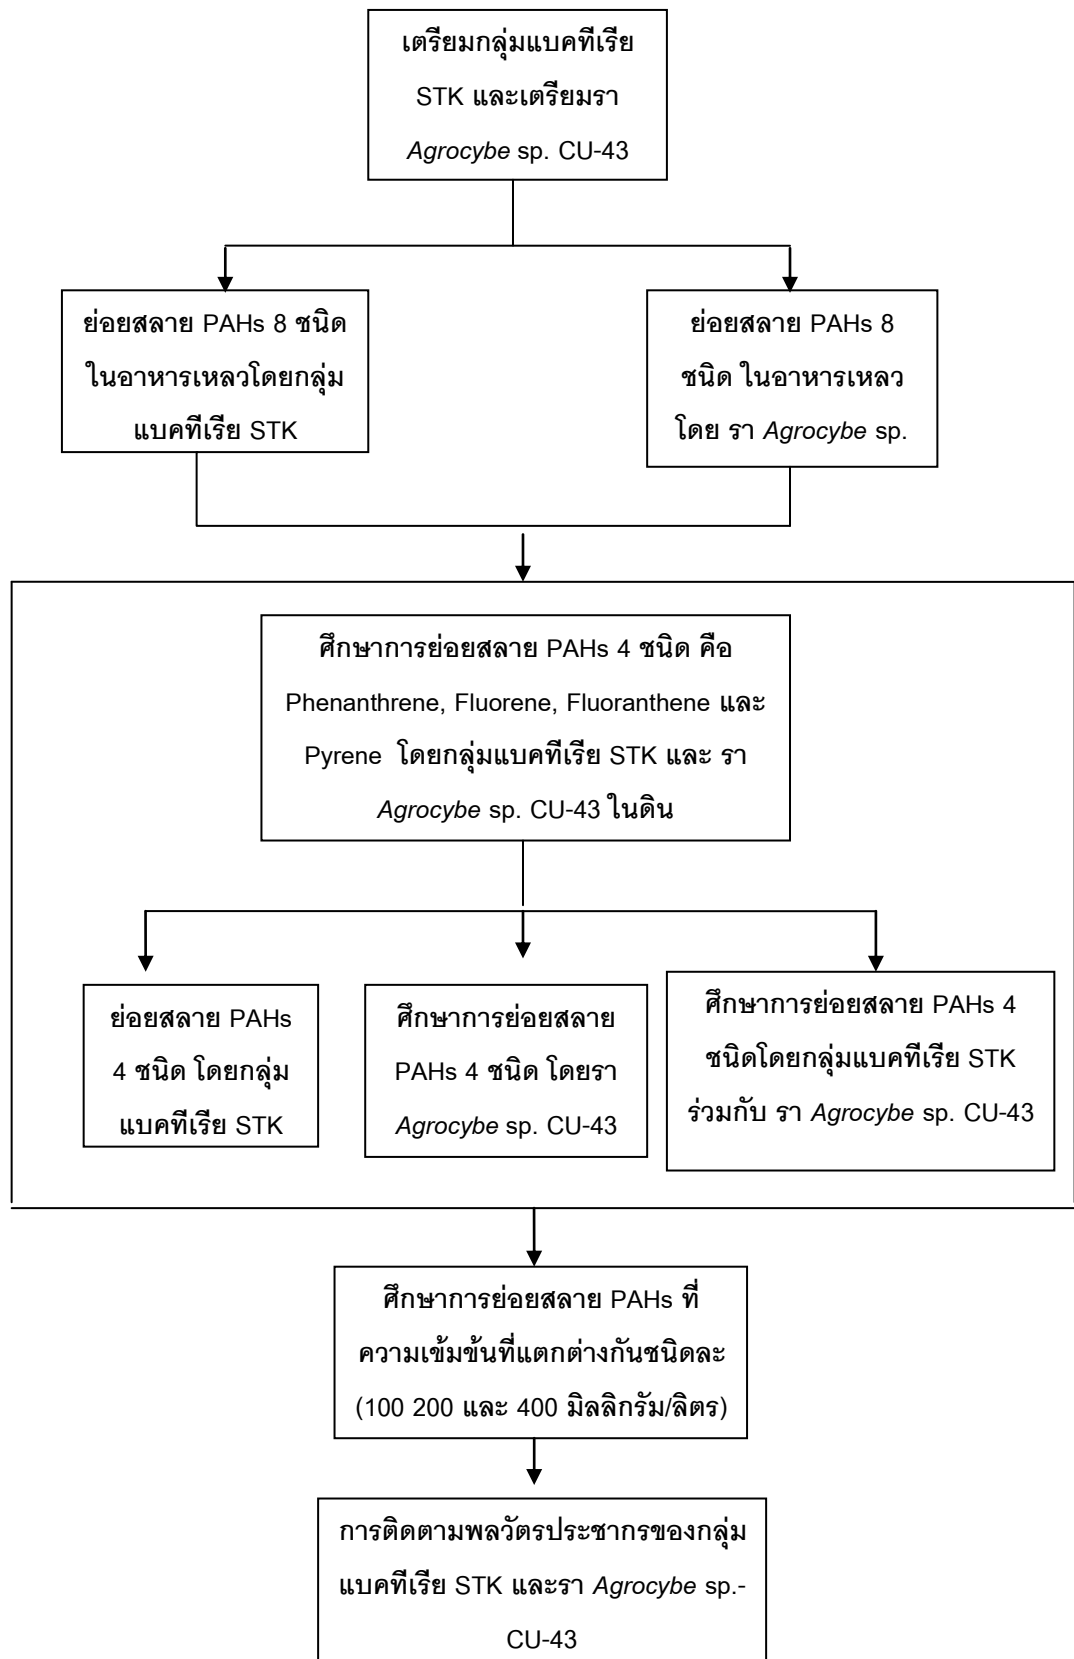 เตรียมกลุ่มแบคทีเรีย
STK และเตรียมรา
Agrocybe sp. CU-43
ย่อยสลาย PAHs 8 ชนิด
ในอาหารเหลวโดยกลุ่ม
แบคทีเรีย STK
ย่อยสลาย PAHs 8
ชนิด ในอาหารเหลว
โดย รา Agrocybe sp.
ศึกษาการย่อยสลาย PAHs 4 ชนิด คือ
Phenanthrene, Fluorene, Fluoranthene และ
Pyrene โดยกลุ่มแบคทีเรีย STK และ รา
Agrocybe sp. CU-43 ในดิน
ย่อยสลาย PAHs
4 ชนิด โดยกลุ่ม
แบคทีเรีย STK
ศึกษาการย่อยสลาย
PAHs 4 ชนิด โดยรา
Agrocybe sp. CU-43
ศึกษาการย่อยสลาย PAHs 4
ชนิดโดยกลุ่มแบคทีเรีย STK
ร่วมกับ รา Agrocybe sp. CU-43
ศึกษาการย่อยสลาย PAHs ที่
ความเข้มข้นที่แตกต่างกันชนิดละ
(100 200 และ 400 มิลลิกรัม/ลิตร)
การติดตามพลวัตรประชากรของกลุ่ม
แบคทีเรีย STK และรา Agrocybe sp.-
CU-43